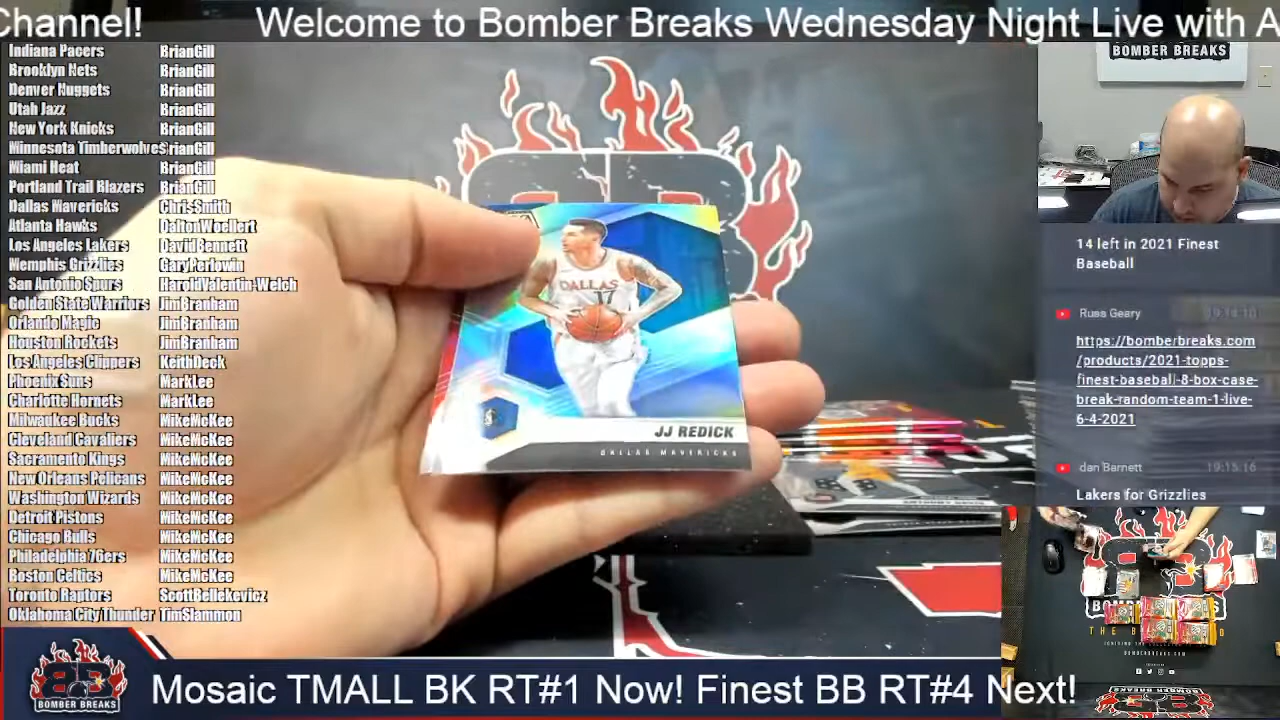 Channel! Welcome to Bomber Breaks Wednesday Night Live with A
Indiana Pacers BrianGill
Brooklyn Nets BrianGill
Denver Nuggets BrianGill
Utah Jazz BrianGill
New York Knicks BrianGill
Minnesota Timberwolves BrianGill
Miami Heat BrianGill
Portland Trail Blazers BrianGill
Dallas Mavericks Chris Smith
Atlanta Hawks DaltonWoellert
Los Angeles Lakers DavidBennett
Memphis Grizzlies GaryPerlowin
San Antonio Spurs HaroldValentin-Welch
Golden State Warriors JimBranham
Orlando Magic JimBranham
Houston Rockets JimBranham
Los Angeles Clippers KeithDeck
Phoenix Suns MarkLee
Charlotte Hornets MarkLee
Milwaukee Bucks MikeMcKee
Cleveland Cavaliers MikeMcKee
Sacramento Kings MikeMcKee
New Orleans Pelicans MikeMcKee
Washington Wizards MikeMcKee
Detroit Pistons MikeMcKee
Chicago Bulls MikeMcKee
Philadelphia 76ers MikeMcKee
Boston Celtics MikeMcKee
Toronto Raptors ScottBellekevicz
Oklahoma City Thunder TimSlammon
DALLAS
17
JJ REDICK
DALLAS MAVERICKS
BOMBER BREAKS
14 left in 2021 Finest
Baseball
Russ Geary
https://bomberbreaks.com
/products/2021-topps-
finest-baseball-8-box-case-
break-random-team-1-live-
6-4-2021
dan Barnett 19:15:16
Lakers for Grizzlies
BOMBER BREAKS
Mosaic TMALL BK RT#1 Now! Finest BB RT#4 Next!